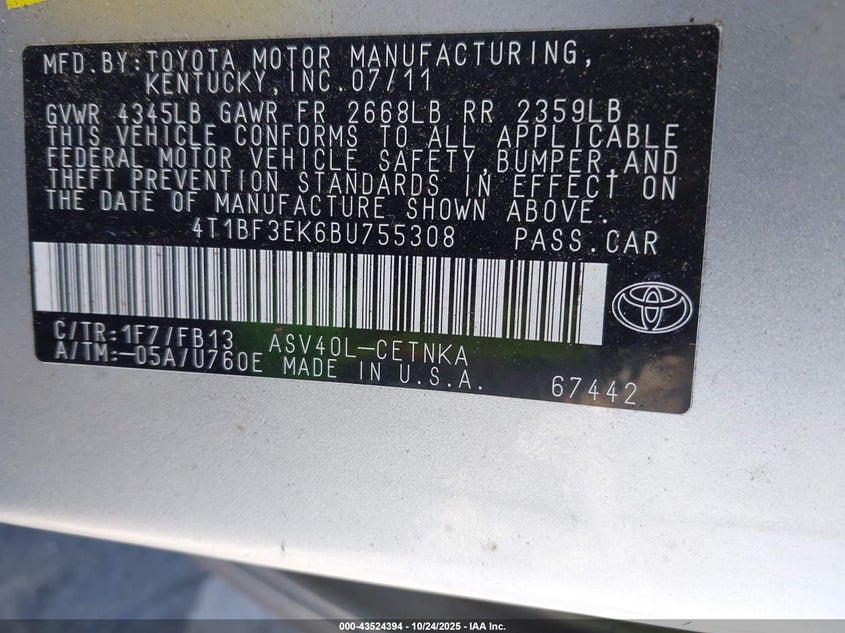 MFD.BY:TOYOTA MOTOR MANUFACTURING,
KENTUCKY,INC.07/11
GVWR 4345LB GAWR FR 2668LB RR 2359LB
THIS VEHICLE CONFORMS TO ALL APPLICABLE
FEDERAL MOTOR VEHICLE SAFETY,BUMPER,AND
THEFT PREVENTION STANDARDS IN EFFECT ON
THE DATE OF MANUFACTURE SHOWN ABOVE.
4T1BF3EK6BU755308 PASS.CAR
C/TR:1F7/FB13 ASV40L-CETNKA
A/TM:-05A/U760E MADE IN U.S.A. 67442
000-43524394 - 10/24/2025 - IAA Inc.